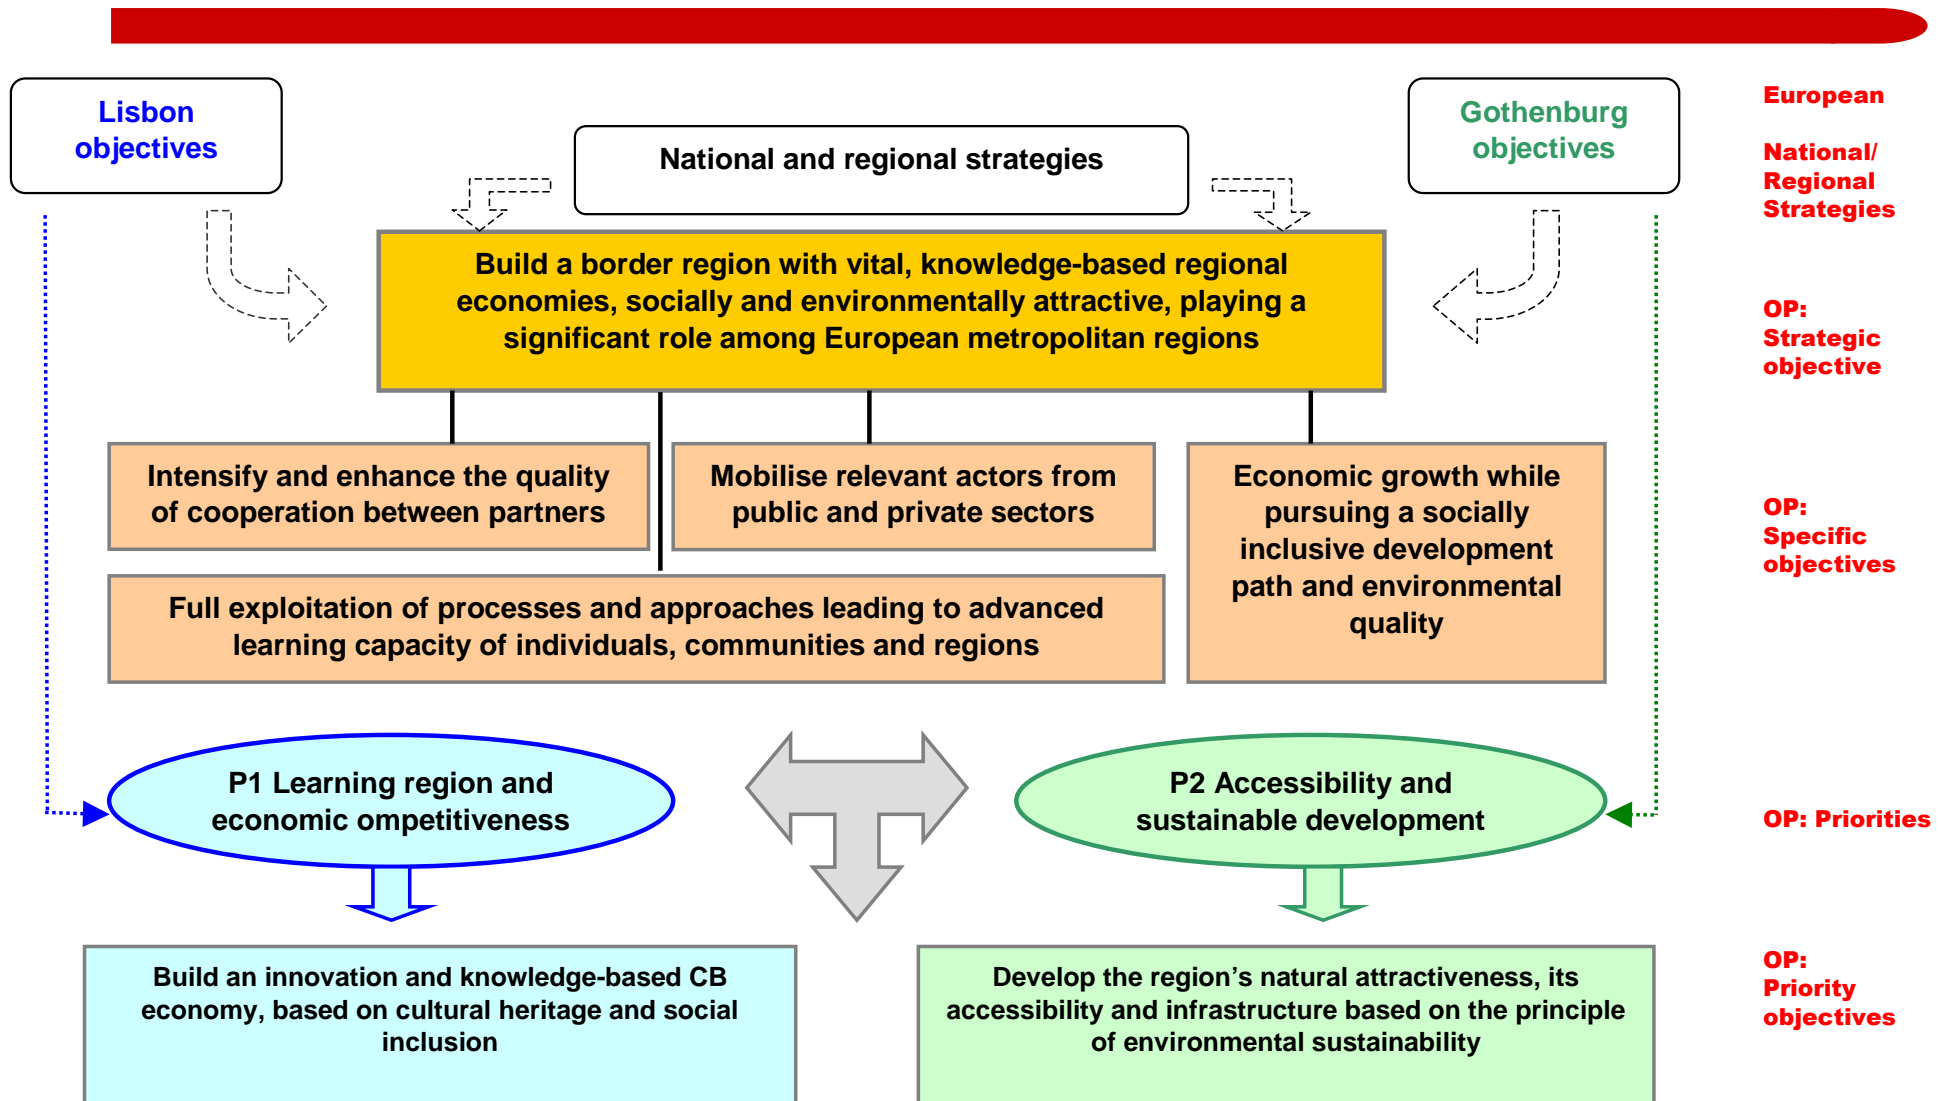 Lisbon
objectives
National and regional strategies
Gothenburg
objectives
European
National/
Regional
Strategies
Build a border region with vital, knowledge-based regional
economies, socially and environmentally attractive, playing a
significant role among European metropolitan regions
OP:
Strategic
objective
Intensify and enhance the quality
of cooperation between partners
Mobilise relevant actors from
public and private sectors
Economic growth while
pursuing a socially
inclusive development
path and environmental
quality
OP:
Specific
objectives
Full exploitation of processes and approaches leading to advanced
learning capacity of individuals, communities and regions
P1 Learning region and
economic ompetitiveness
P2 Accessibility and
sustainable development
OP: Priorities
Build an innovation and knowledge-based CB
economy, based on cultural heritage and social
inclusion
Develop the region’s natural attractiveness, its
accessibility and infrastructure based on the principle
of environmental sustainability
OP:
Priority
objectives